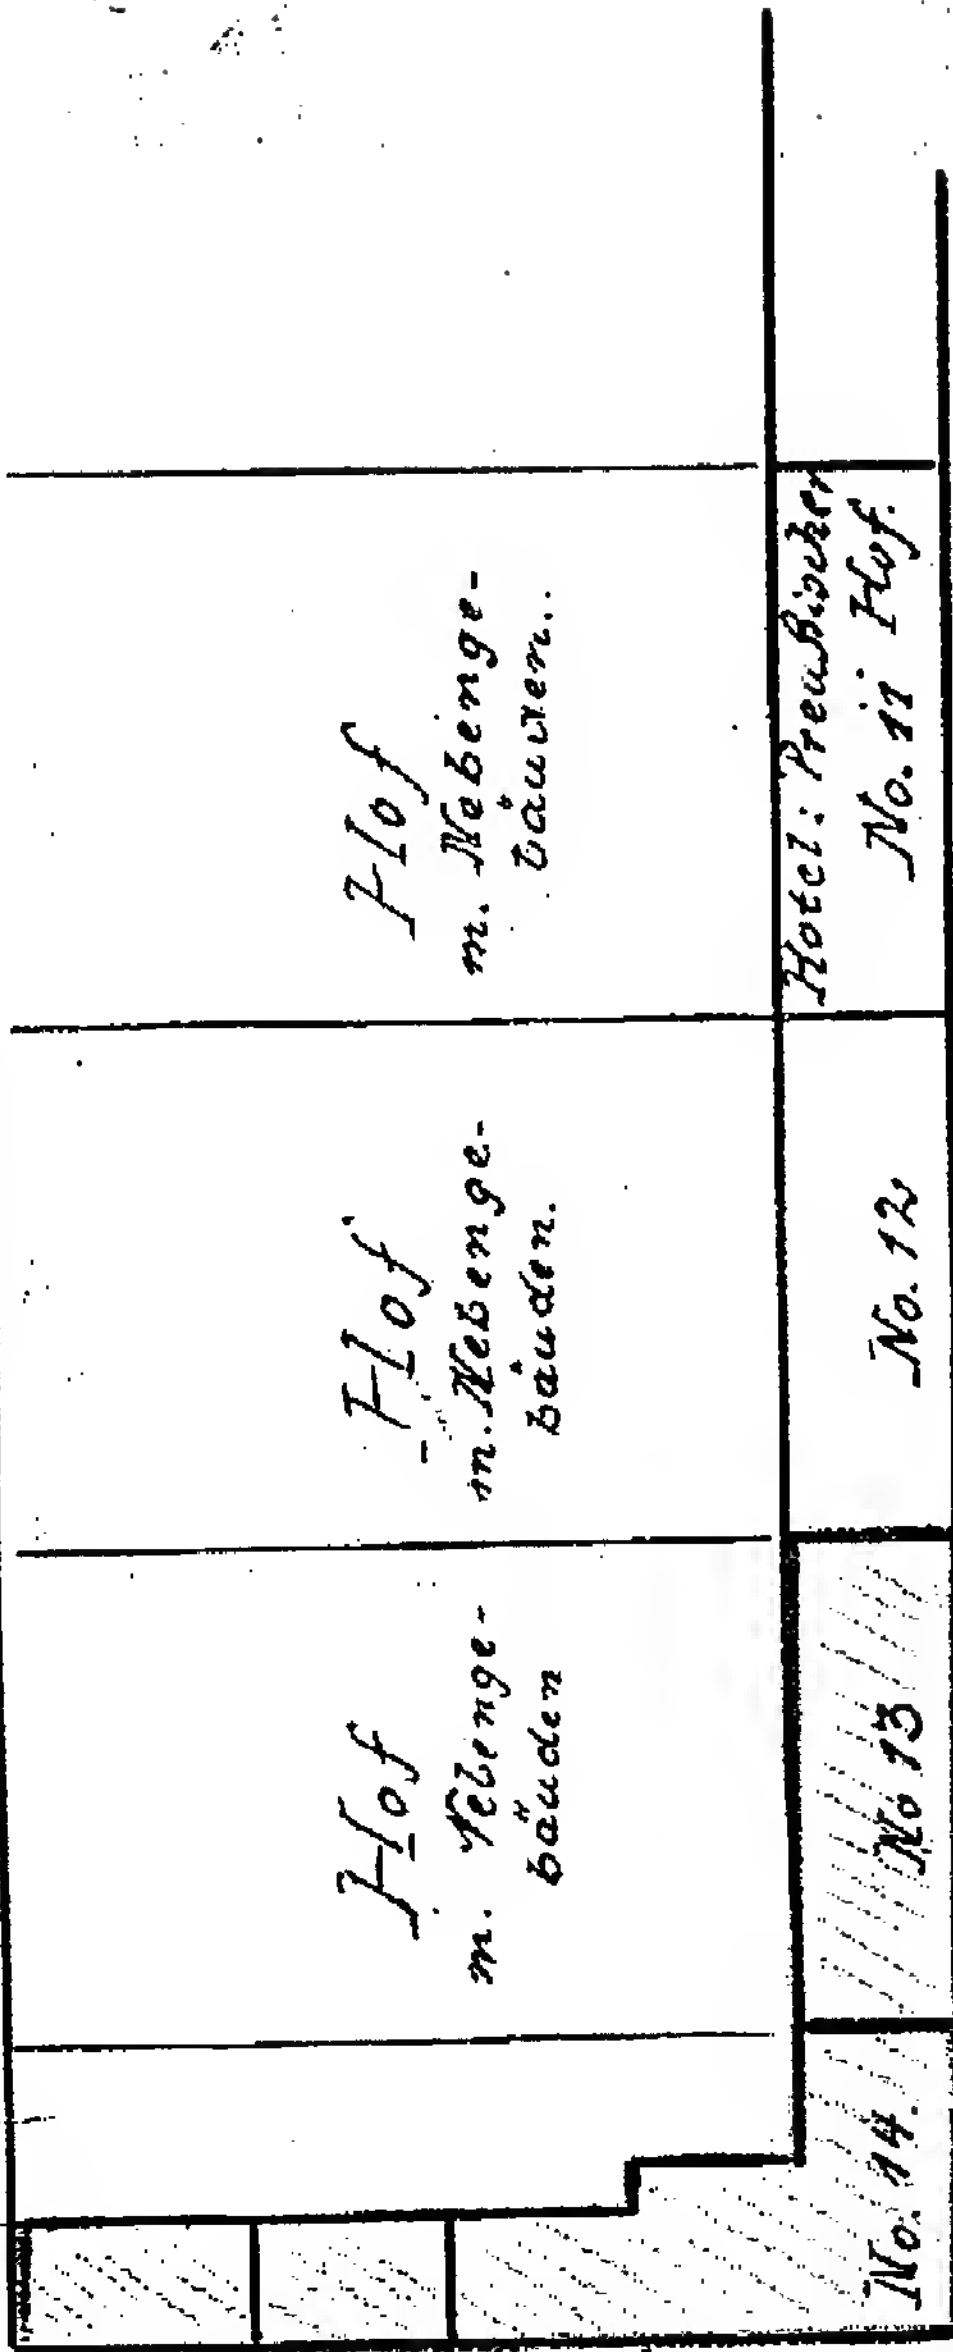 Hof
m. Nebenge-
bäuden
Hof
m. Nebenge-
bäuden.
Hof
m. Nebenge-
bäuden.
No. 14.
No 13
No. 12
Hotel: Preußischer
No. 11 Hof.